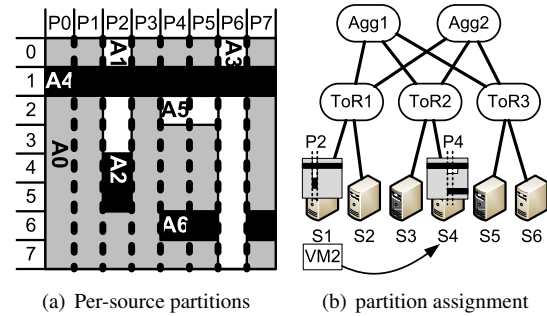 P0 P1 P2 P3 P4 P5 P6 P7
0 A1 A3
1 A4
2 A5
3 A0
4 A2
5
6 A6
7
(a) Per-source partitions
Agg1 Agg2
ToR1 ToR2 ToR3
P2 P4
S1 S2 S3 S4 S5 S6
VM2
(b) partition assignment